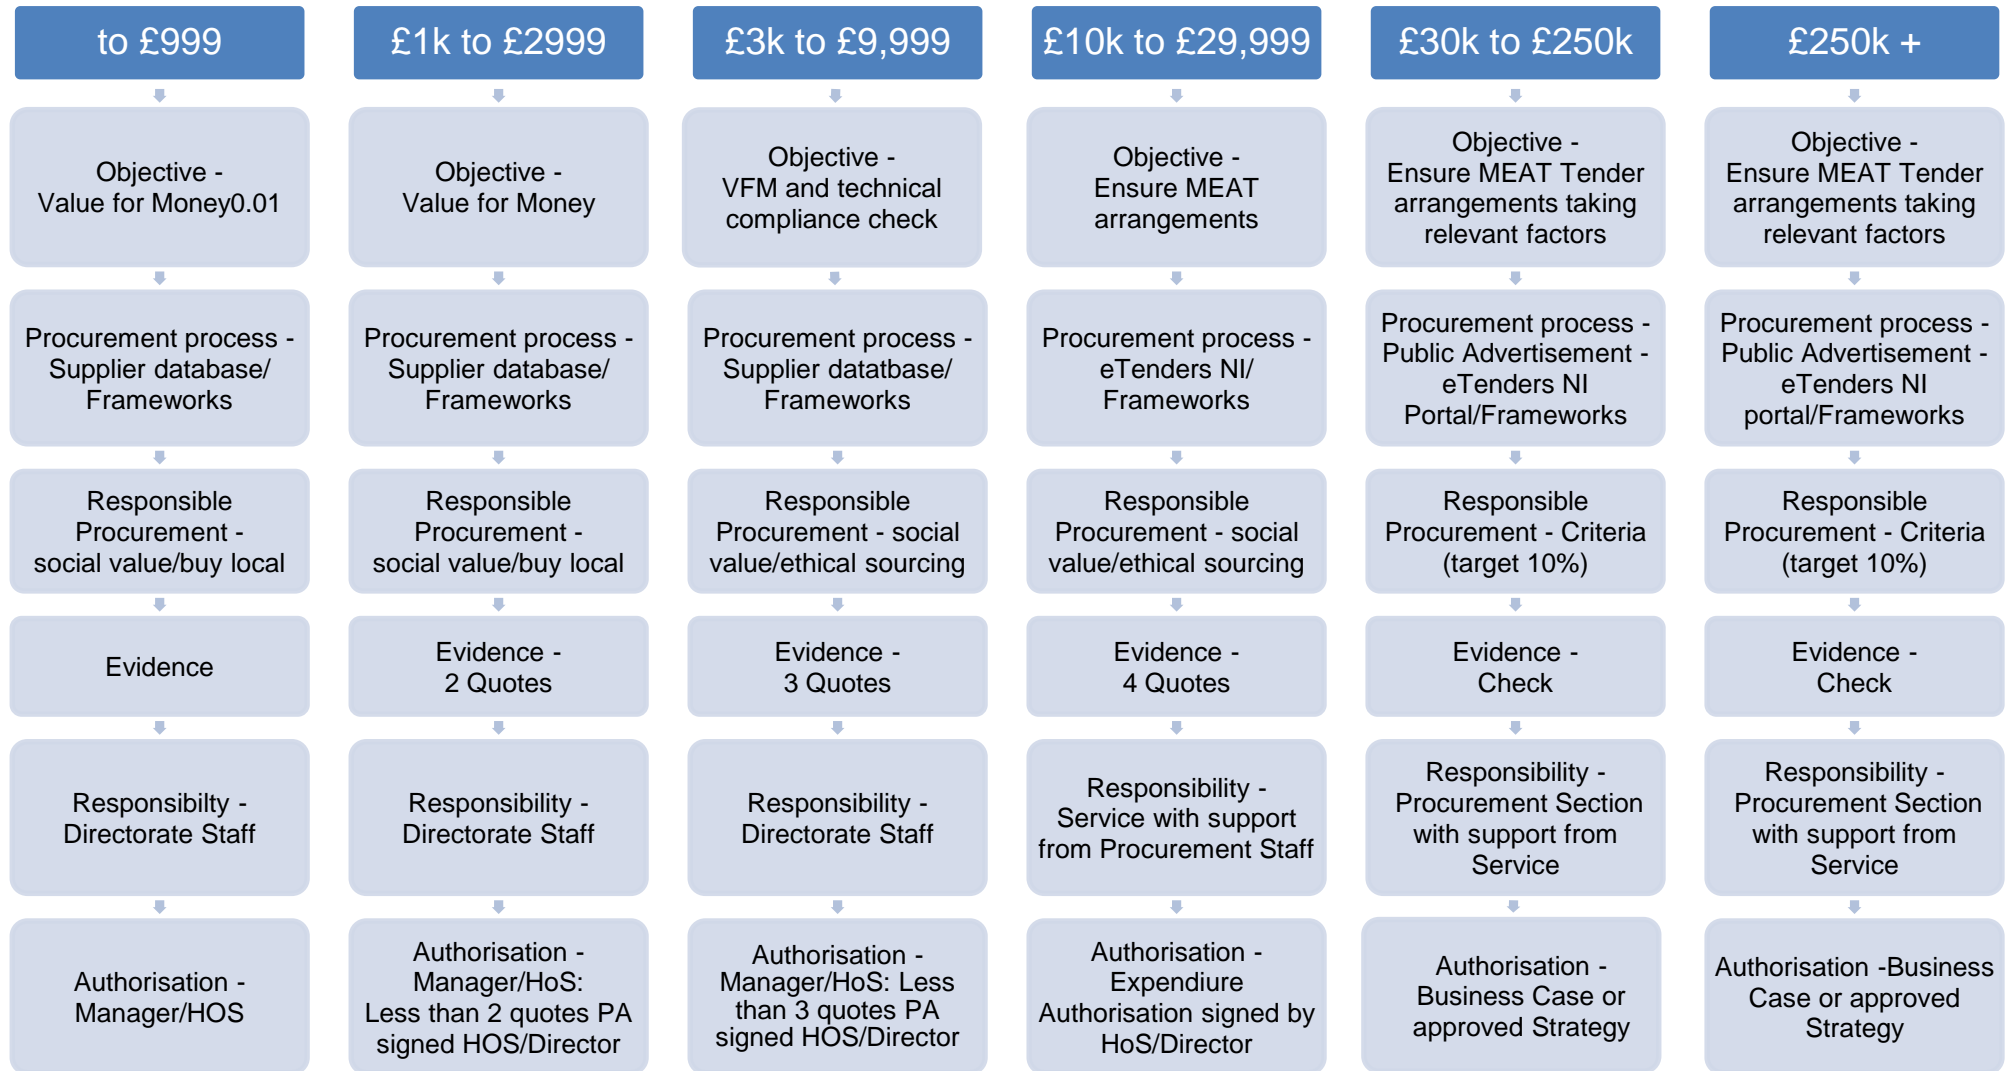 to £999
Objective -
Value for Money0.01
Procurement process -
Supplier database/
Frameworks
Responsible
Procurement -
social value/buy local
Evidence
Responsibilty -
Directorate Staff
Authorisation -
Manager/HOS
£1k to £2999
Objective -
Value for Money
Procurement process -
Supplier database/
Frameworks
Responsible
Procurement -
social value/buy local
Evidence -
2 Quotes
Responsibility -
Directorate Staff
Authorisation -
Manager/HoS:
Less than 2 quotes PA
signed HOS/Director
£3k to £9,999
Objective -
VFM and technical
compliance check
Procurement process -
Supplier datatbase/
Frameworks
Responsible
Procurement - social
value/ethical sourcing
Evidence -
3 Quotes
Responsibility -
Directorate Staff
Authorisation -
Manager/HoS: Less
than 3 quotes PA
signed HOS/Director
£10k to £29,999
Objective -
Ensure MEAT
arrangements
Procurement process -
eTenders NI/
Frameworks
Responsible
Procurement - social
value/ethical sourcing
Evidence -
4 Quotes
Responsibility -
Service with support
from Procurement Staff
Authorisation -
Expendiure
Authorisation signed by
HoS/Director
£30k to £250k
Objective -
Ensure MEAT Tender
arrangements taking
relevant factors
Procurement process -
Public Advertisement -
eTenders NI
Portal/Frameworks
Responsible
Procurement - Criteria
(target 10%)
Evidence -
Check
Responsibility -
Procurement Section
with support from
Service
Authorisation -
Business Case or
approved Strategy
£250k +
Objective -
Ensure MEAT Tender
arrangements taking
relevant factors
Procurement process -
Public Advertisement -
eTenders NI
portal/Frameworks
Responsible
Procurement - Criteria
(target 10%)
Evidence -
Check
Responsibility -
Procurement Section
with support from
Service
Authorisation -Business
Case or approved
Strategy